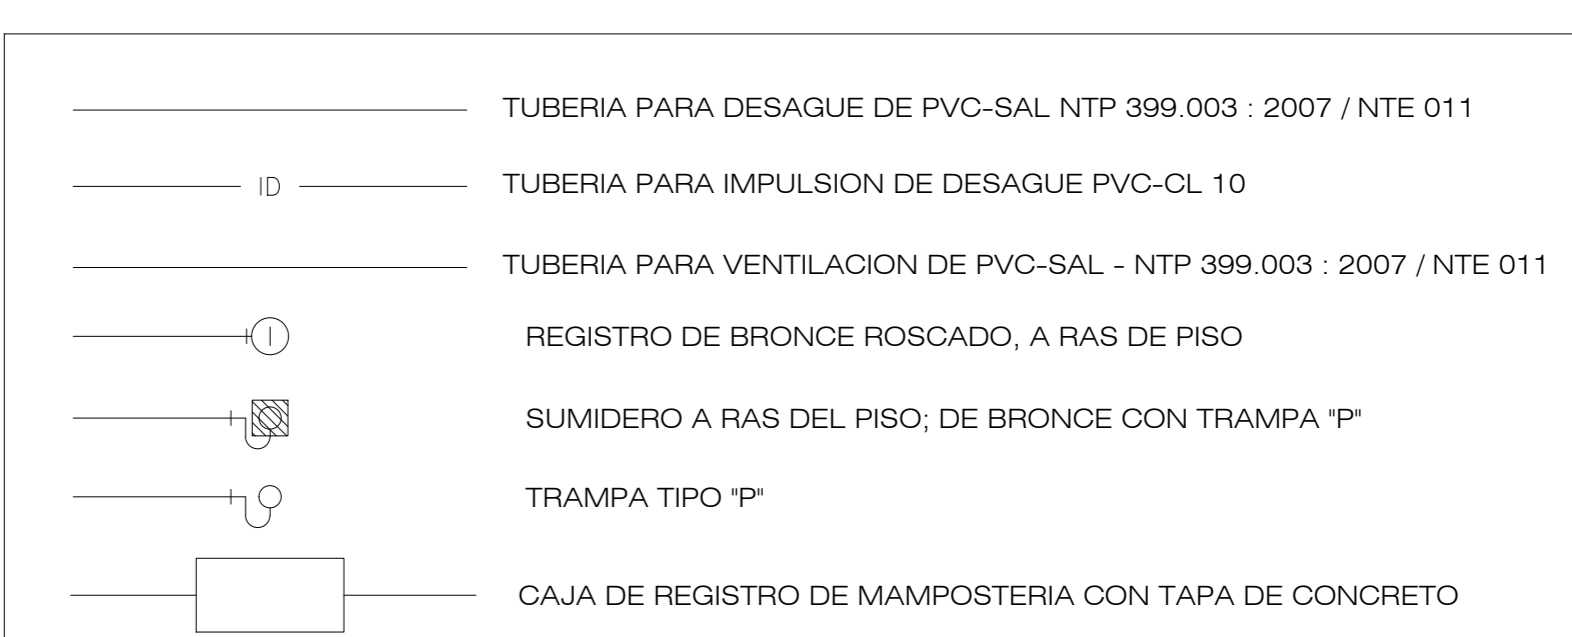 TUBERIA PARA DESAGUE DE PVC-SAL NTP 399.003 : 2007 / NTE 011
ID TUBERIA PARA IMPULSION DE DESAGUE PVC-CL 10
TUBERIA PARA VENTILACION DE PVC-SAL - NTP 399.003 : 2007 / NTE 011
REGISTRO DE BRONCE ROSCADO, A RAS DE PISO
SUMIDERO A RAS DEL PISO; DE BRONCE CON TRAMPA "P"
TRAMPA TIPO "P"
CAJA DE REGISTRO DE MAMPOSTERIA CON TAPA DE CONCRETO